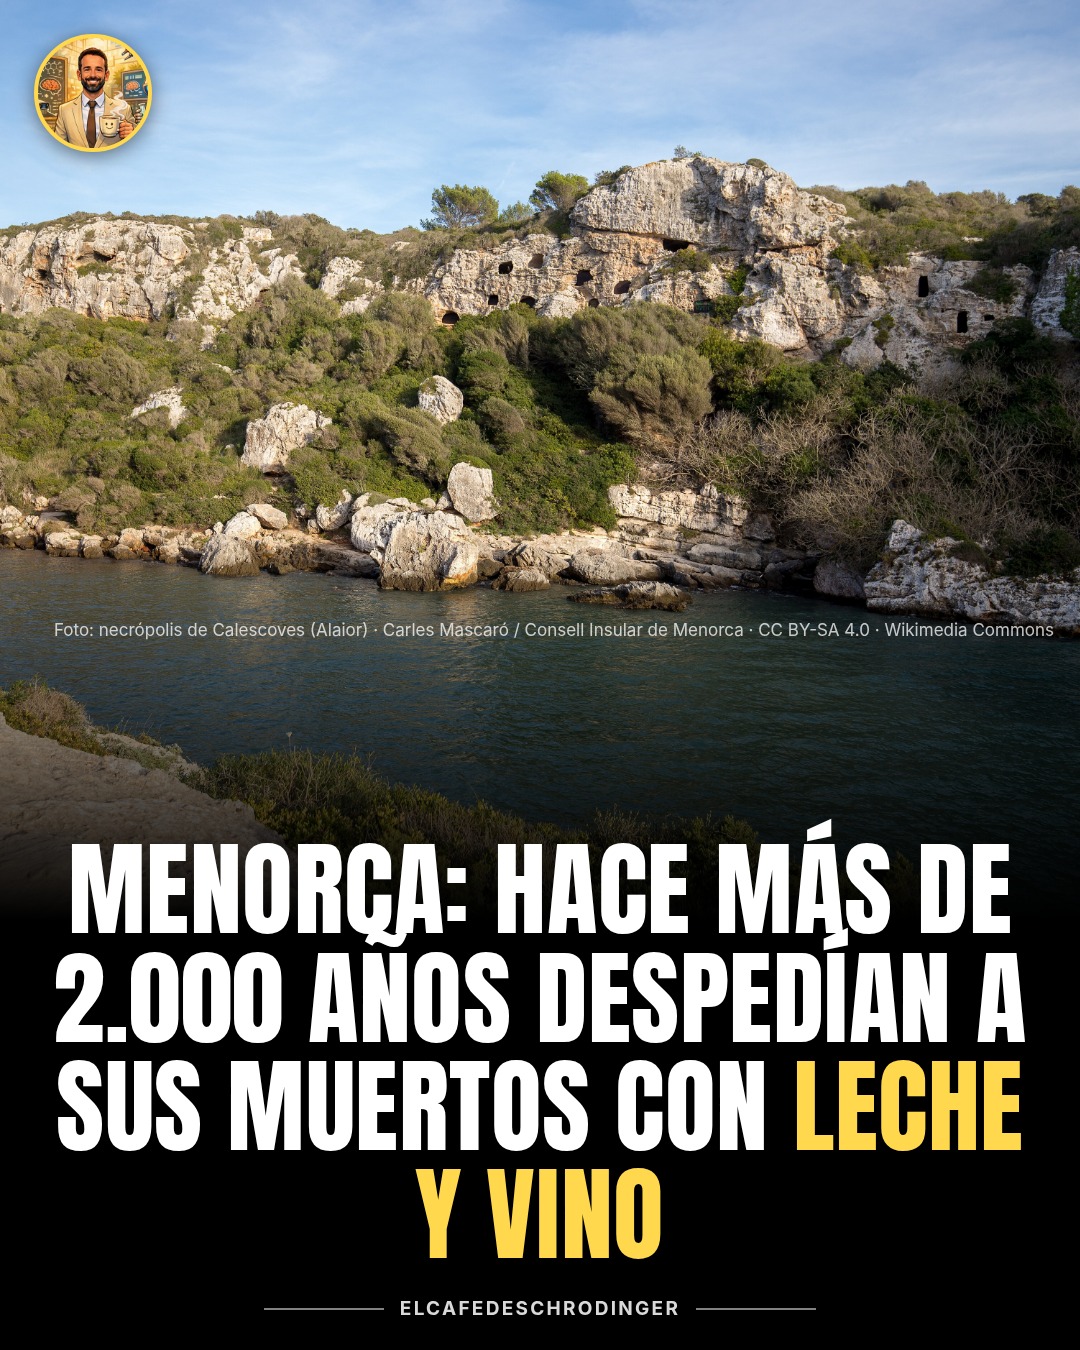 Foto: necrópolis de Calescoves (Alaior) · Carles Mascaró / Consell Insular de Menorca · CC BY-SA 4.0 · Wikimedia Commons
MENORCA: HACE MÁS DE
2.000 AÑOS DESPEDÍAN A
SUS MUERTOS CON LECHE
Y VINO
ELCAFEDESCHRODINGER